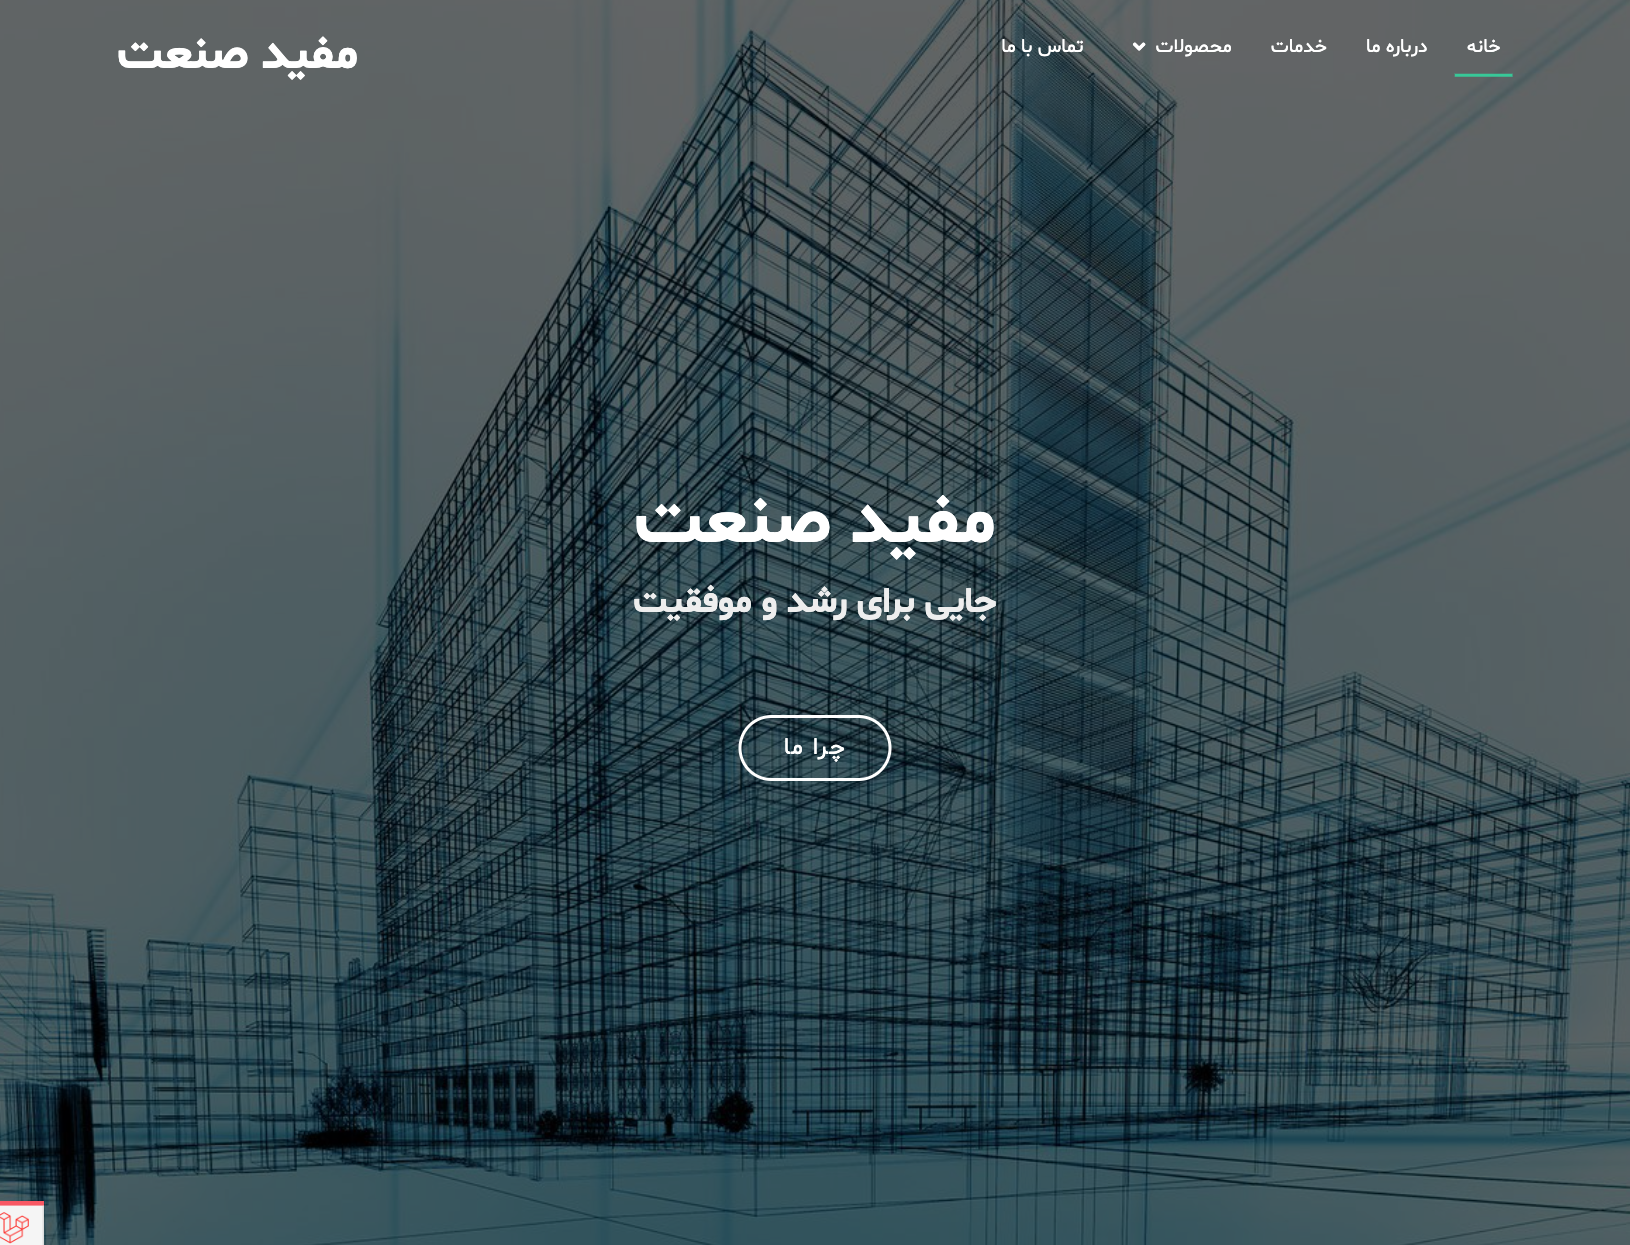 خانه
درباره ما
خدمات
محصولات
تماس با ما
مفید صنعت
مفید صنعت
جایی برای رشد و موفقیت
چرا ما